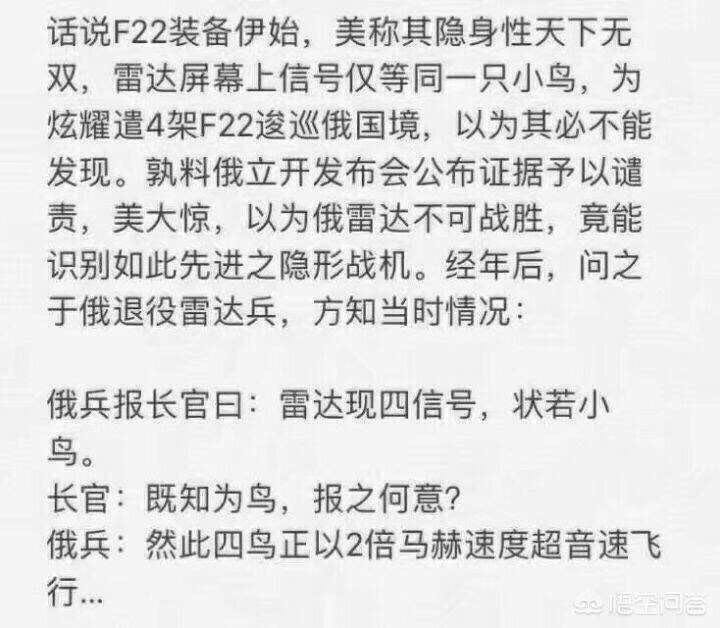 话说F22装备伊始，美称其隐身性天下无
双，雷达屏幕上信号仅等同一只小鸟，为
炫耀遣4架F22逡巡俄国境，以为其必不能
发现。孰料俄立开发布会公布证据予以谴
责，美大惊，以为俄雷达不可战胜，竟能
识别如此先进之隐形战机。经年后，问之
于俄退役雷达兵，方知当时情况：
俄兵报长官曰：雷达现四信号，状若小
鸟。
长官：既知为鸟，报之何意？
俄兵：然此四鸟正以2倍马赫速度超音速飞
行...
悟空问答